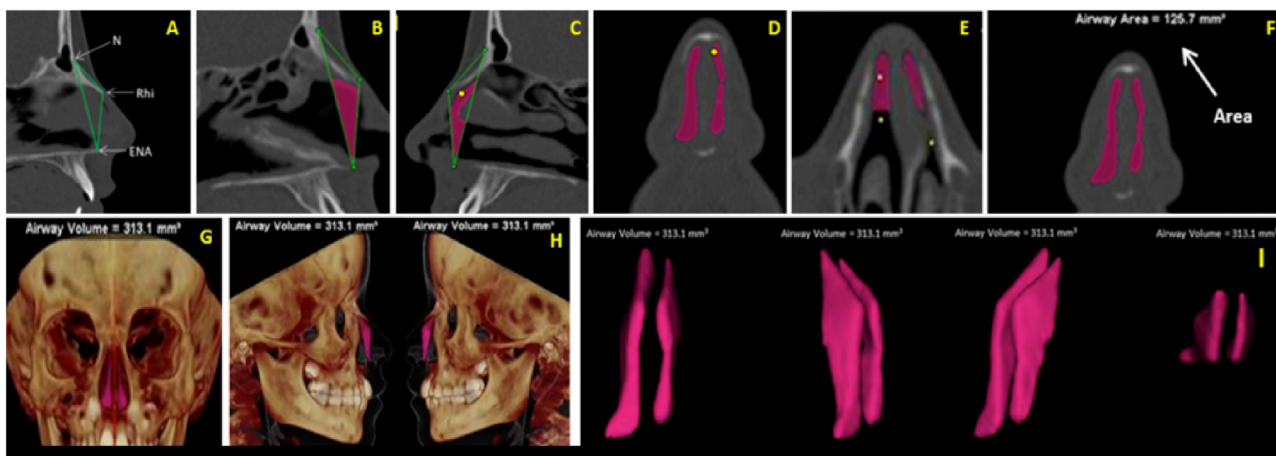 A
N
Rhi
ENA
B
C
D
E
Airway Area = 125.7 mm²
F
Area
Airway Volume = 313.1 mm³
G
Airway Volume = 313.1 mm³
Airway Volume = 313.1 mm³
H
Airway Volume = 313.1 mm³
Airway Volume = 313.1 mm³
Airway Volume = 313.1 mm³
Airway Volume = 313.1 mm³
I